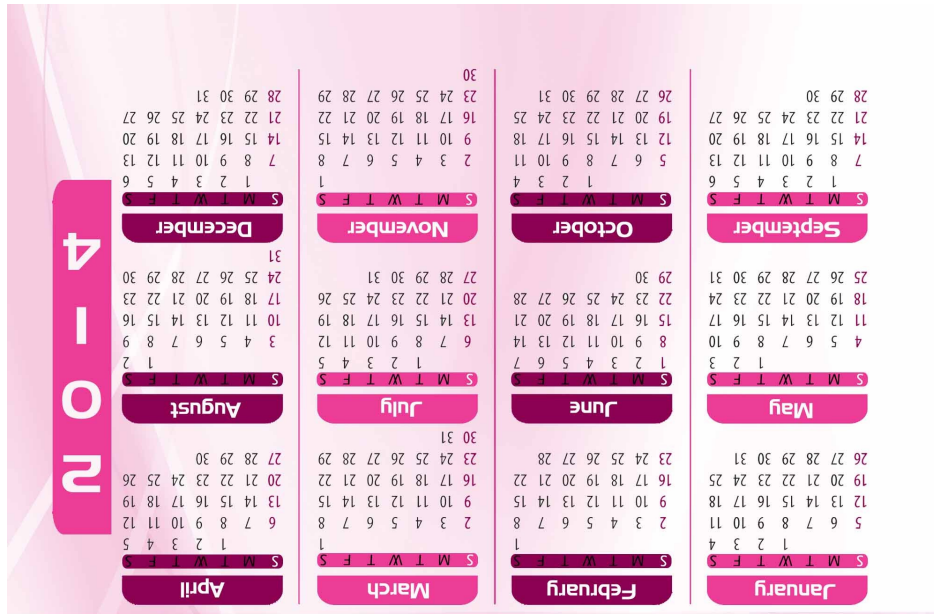 January
S M T W T F S
1 2 3 4
5 6 7 8 9 10 11
12 13 14 15 16 17 18
19 20 21 22 23 24 25
26 27 28 29 30 31
February
S M T W T F S
1
2 3 4 5 6 7 8
9 10 11 12 13 14 15
16 17 18 19 20 21 22
23 24 25 26 27 28
March
S M T W T F S
1
2 3 4 5 6 7 8
9 10 11 12 13 14 15
16 17 18 19 20 21 22
23 24 25 26 27 28 29
30 31
April
S M T W T F S
1 2 3 4 5
6 7 8 9 10 11 12
13 14 15 16 17 18 19
20 21 22 23 24 25 26
27 28 29 30
May
S M T W T F S
1 2 3
4 5 6 7 8 9 10
11 12 13 14 15 16 17
18 19 20 21 22 23 24
25 26 27 28 29 30 31
June
S M T W T F S
1 2 3 4 5 6 7
8 9 10 11 12 13 14
15 16 17 18 19 20 21
22 23 24 25 26 27 28
29 30
July
S M T W T F S
1 2 3 4 5
6 7 8 9 10 11 12
13 14 15 16 17 18 19
20 21 22 23 24 25 26
27 28 29 30 31
August
S M T W T F S
1 2
3 4 5 6 7 8 9
10 11 12 13 14 15 16
17 18 19 20 21 22 23
24 25 26 27 28 29 30
31
September
S M T W T F S
1 2 3 4 5 6
7 8 9 10 11 12 13
14 15 16 17 18 19 20
21 22 23 24 25 26 27
28 29 30
October
S M T W T F S
1 2 3 4
5 6 7 8 9 10 11
12 13 14 15 16 17 18
19 20 21 22 23 24 25
26 27 28 29 30 31
November
S M T W T F S
1
2 3 4 5 6 7 8
9 10 11 12 13 14 15
16 17 18 19 20 21 22
23 24 25 26 27 28 29
30
December
S M T W T F S
1 2 3 4 5 6
7 8 9 10 11 12 13
14 15 16 17 18 19 20
21 22 23 24 25 26 27
28 29 30 31
2014